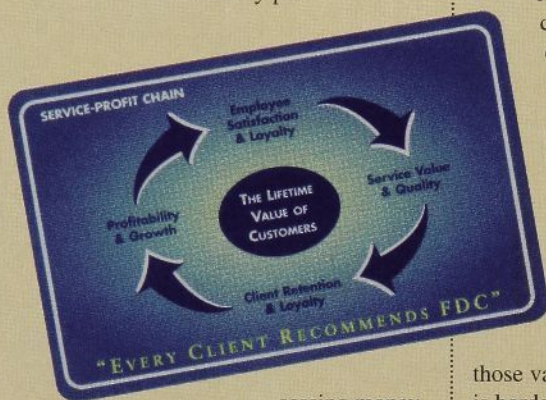 SERVICE-PROFIT CHAIN
Employee
Satisfaction
& Loyalty
Service Value
& Quality
THE LIFETIME
VALUE OF
CUSTOMERS
Profitability
& Growth
Client Retention
& Loyalty
"EVERY CLIENT RECOMMENDS FDC"
those va